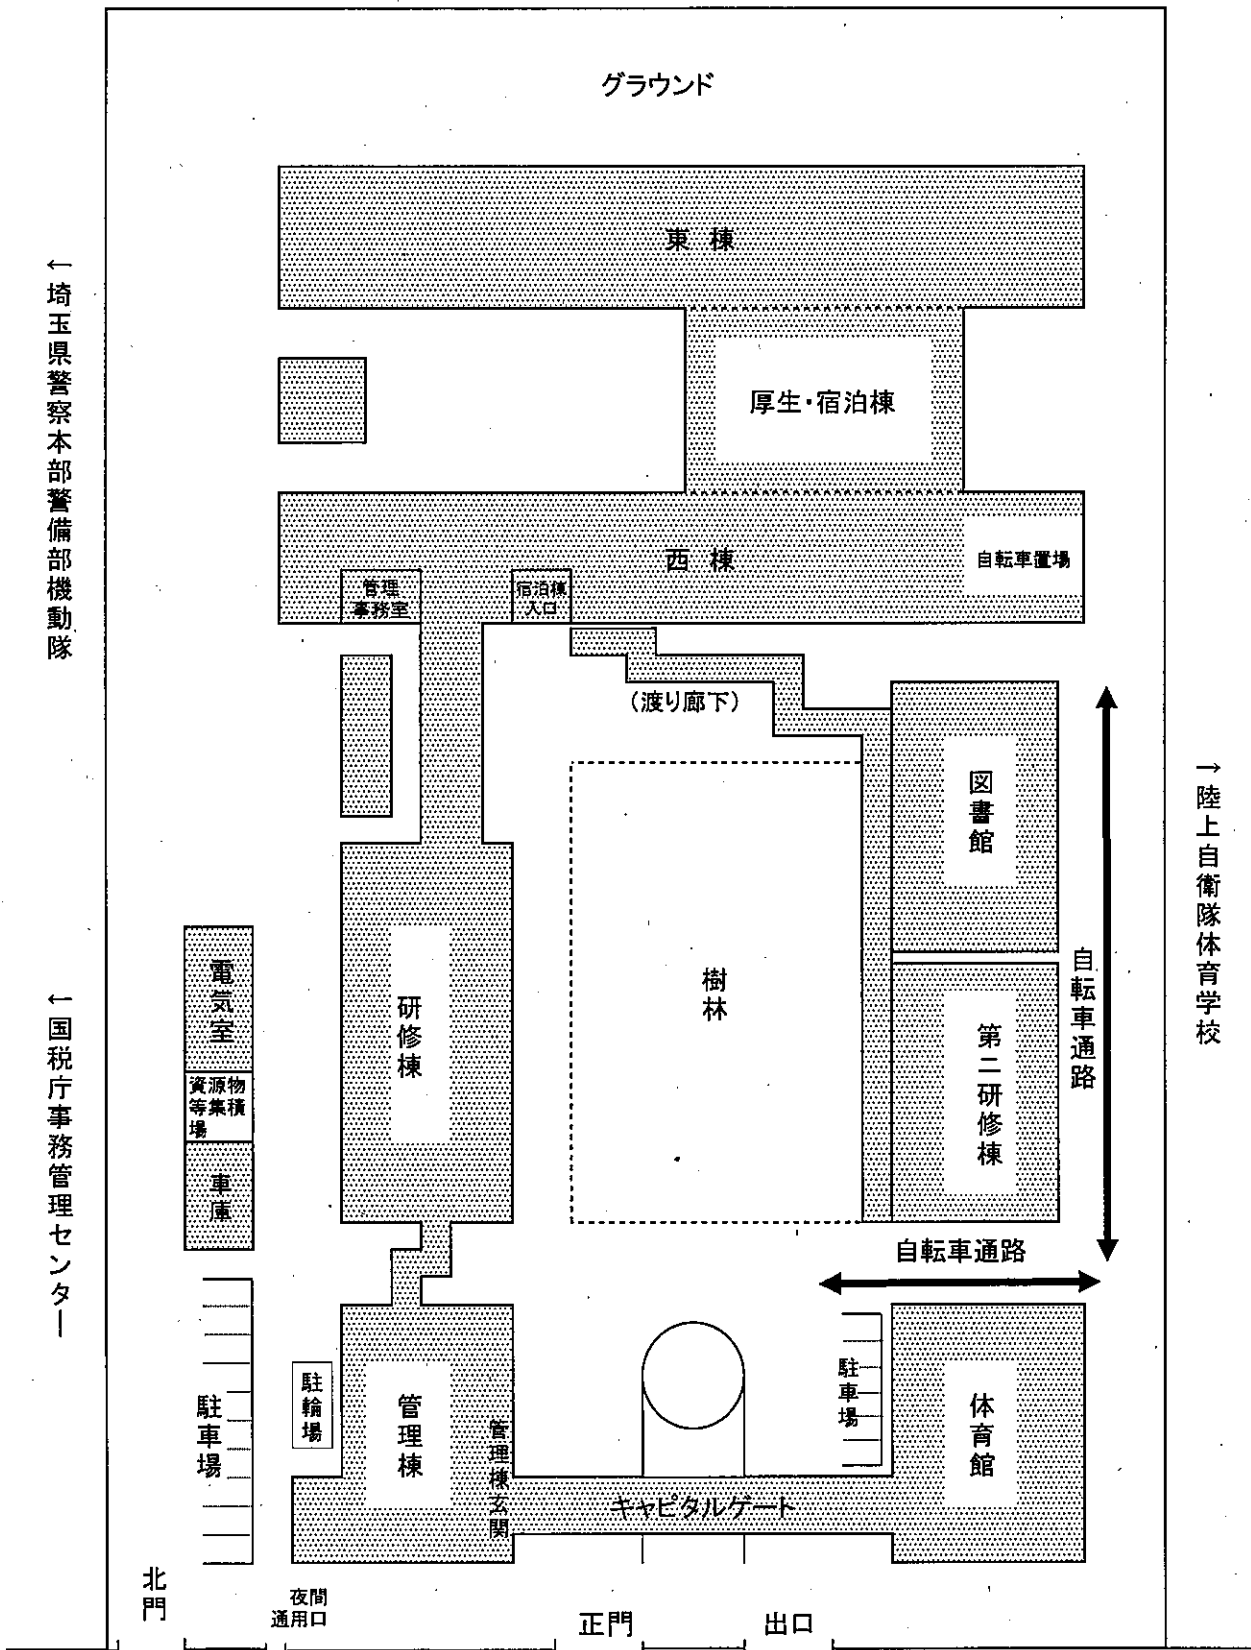 グラウンド
東棟
←埼玉県警察本部警備部機動隊
厚生・宿泊棟
西棟
自転車置場
管理
事務室
宿泊棟
入口
(渡り廊下)
図書館
→陸上自衛隊体育学校
樹林
研修棟
電気室
資源物
等集積
場
車庫
←国税庁事務管理センター
第二研修棟
自転車通路
自転車通路
駐車場
駐輪場
管理棟
管理棟玄関
駐車場
体育館
キャピタルゲート
北門
夜間
通用口
正門
出口